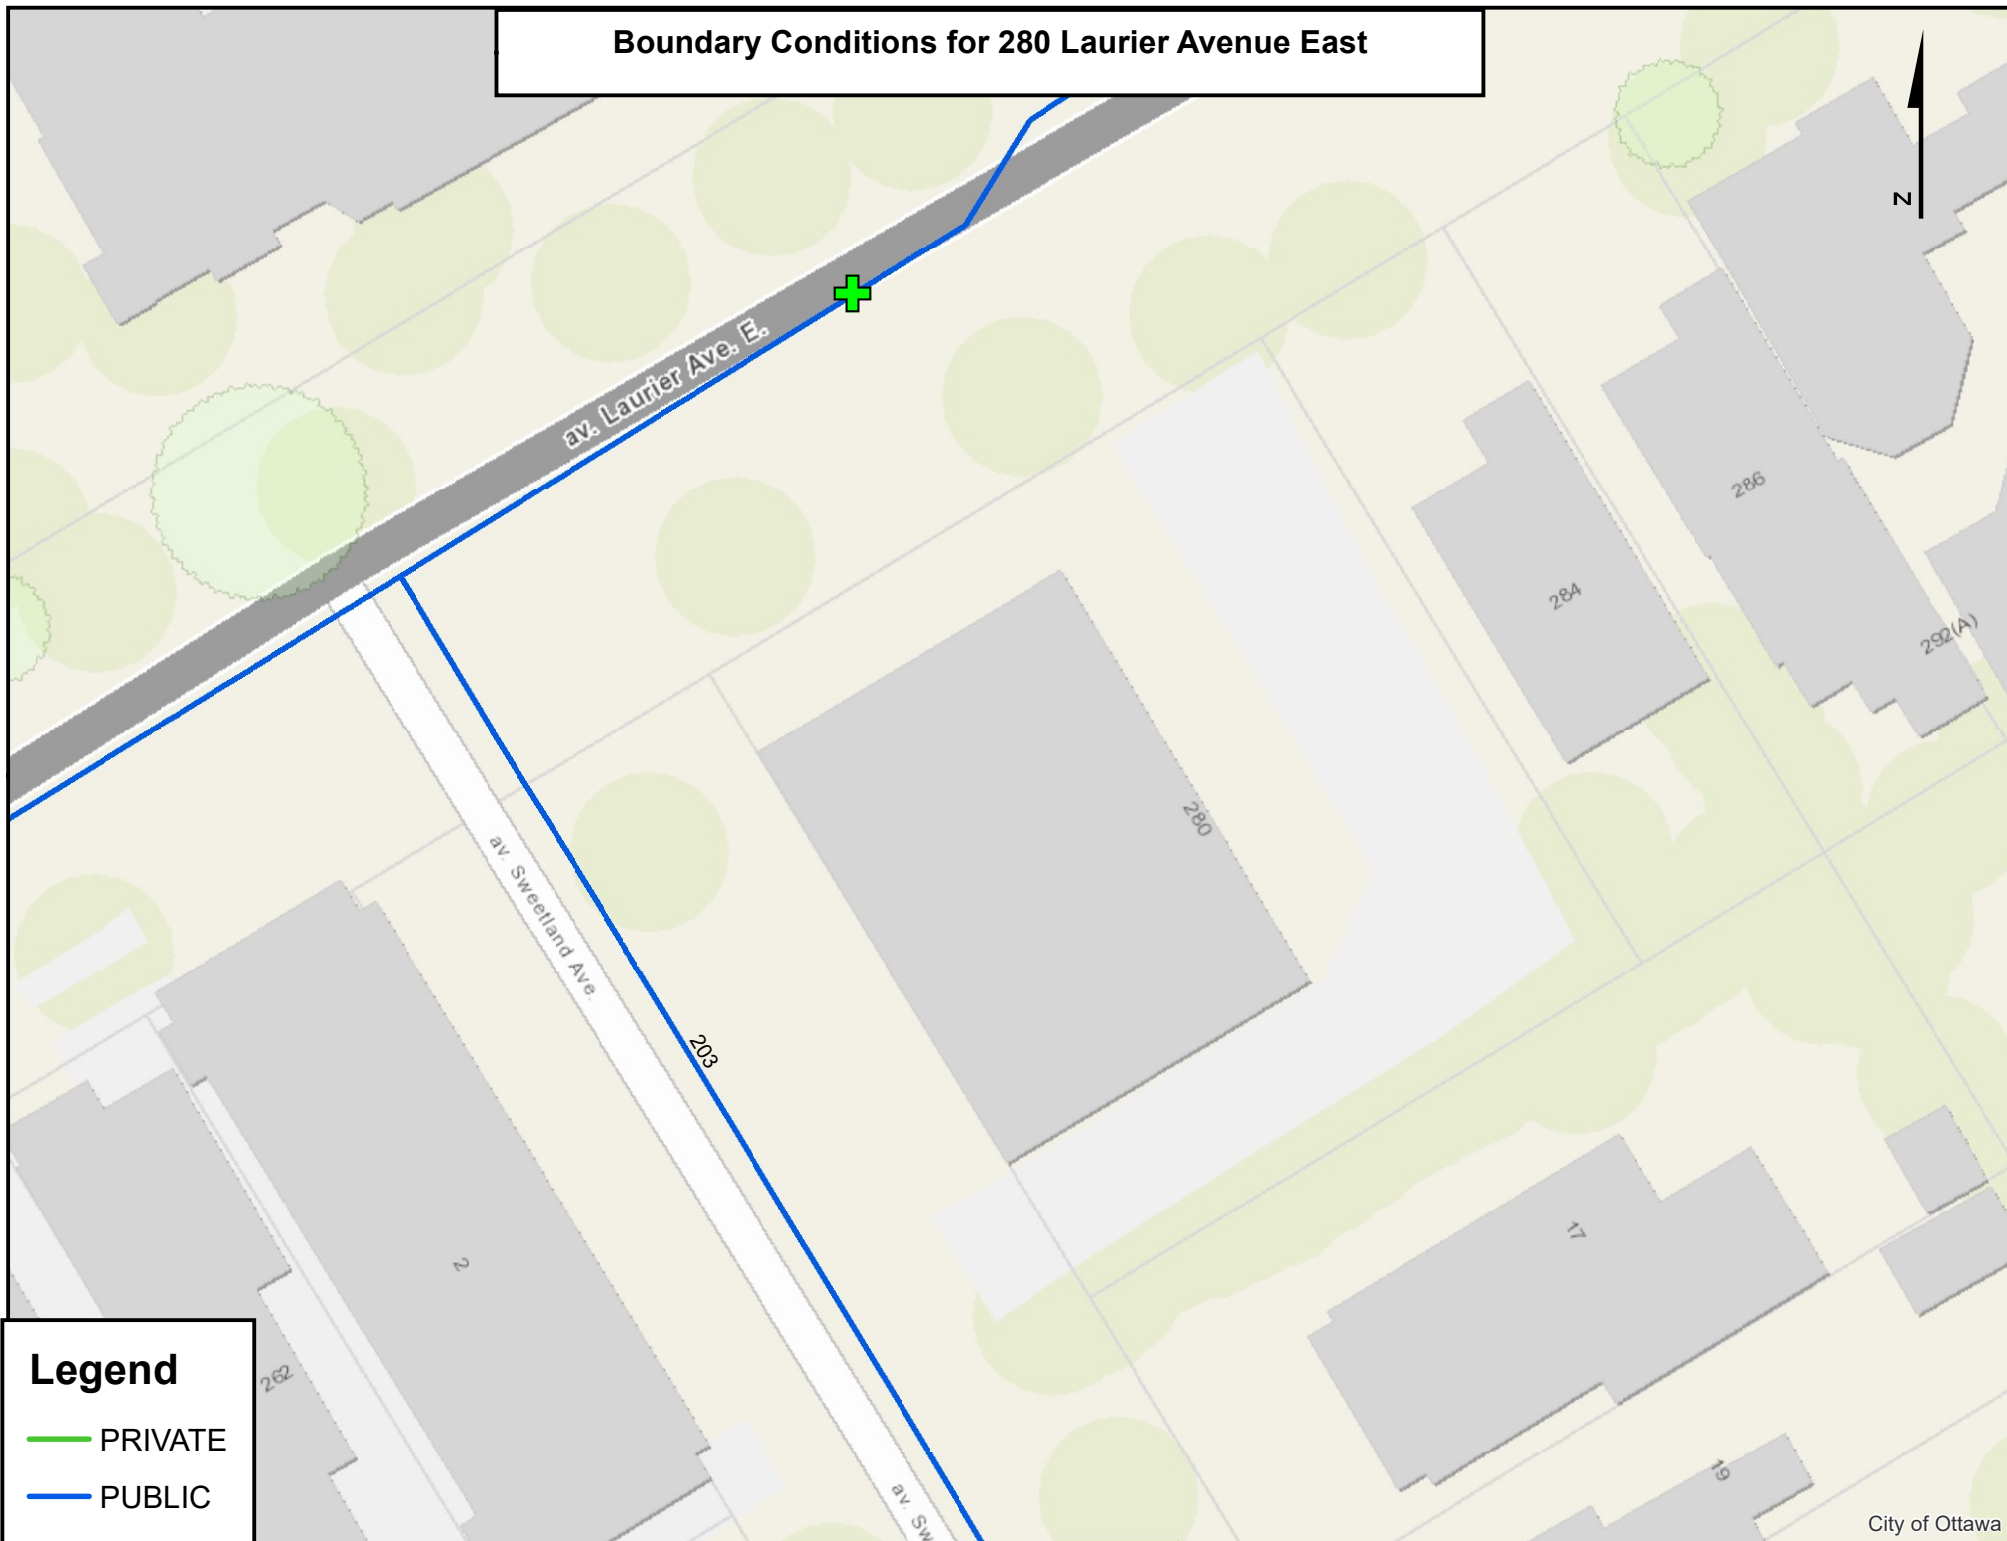 Boundary Conditions for 280 Laurier Avenue East
N
av. Laurier Ave. E.
286
284
292(A)
280
av. Sweetland Ave.
203
2
17
262
19
av. Sw
Legend
PRIVATE
PUBLIC
City of Ottawa